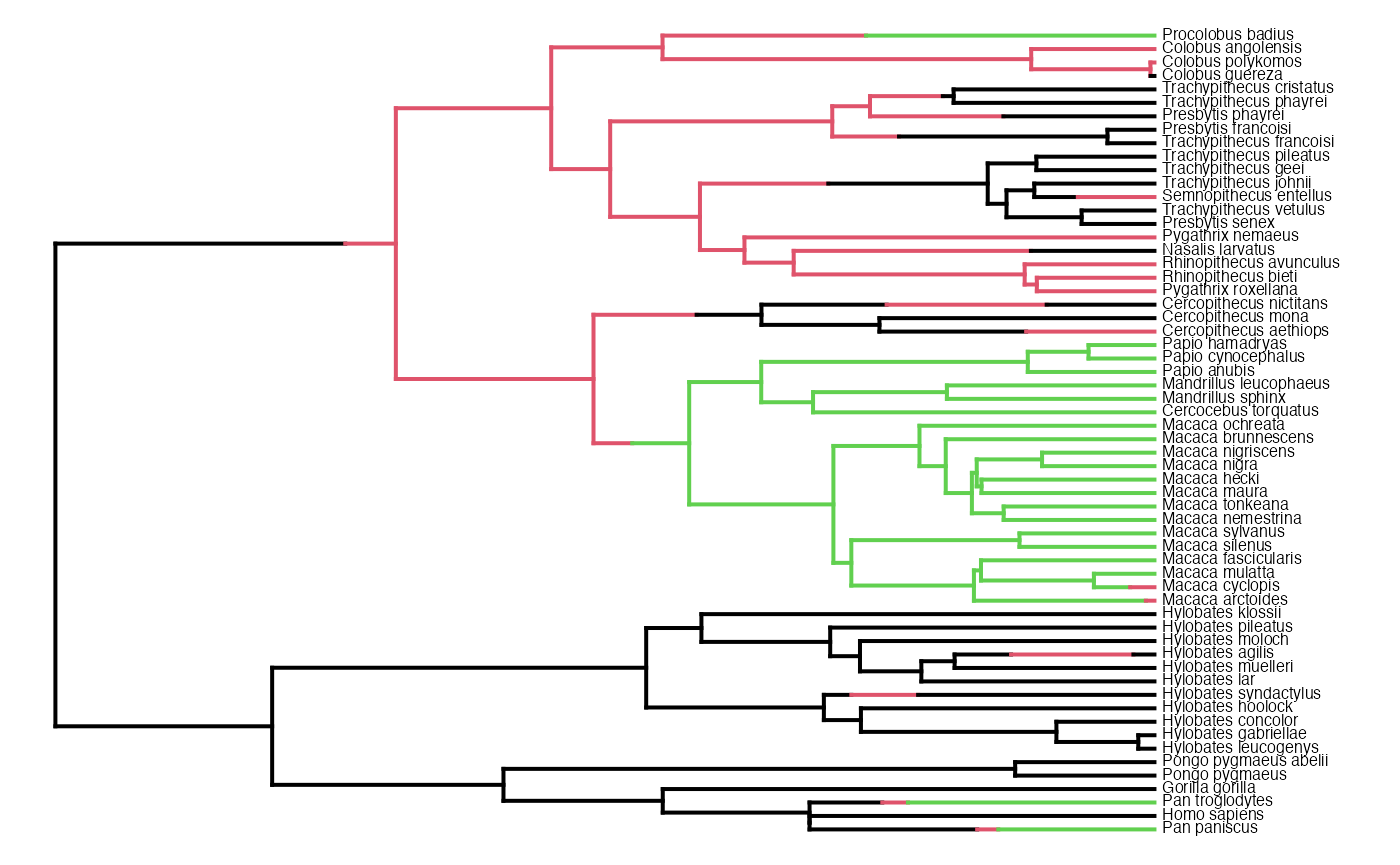 Procolobus badius
Colobus angolensis
Colobus polykomos
Colobus guereza
Trachypithecus cristatus
Trachypithecus phayrei
Presbytis phayrei
Presbytis francoisi
Trachypithecus francoisi
Trachypithecus pileatus
Trachypithecus geei
Trachypithecus johnii
Semnopithecus entellus
Trachypithecus vetulus
Presbytis senex
Pygathrix nemaeus
Nasalis larvatus
Rhinopithecus avunculus
Rhinopithecus bieti
Pygathrix roxellana
Cercopithecus nictitans
Cercopithecus mona
Cercopithecus aethiops
Papio hamadryas
Papio cynocephalus
Papio anubis
Mandrillus leucophaeus
Mandrillus sphinx
Cercocebus torquatus
Macaca ochreata
Macaca brunnescens
Macaca nigriscens
Macaca nigra
Macaca hecki
Macaca maura
Macaca tonkeana
Macaca nemestrina
Macaca sylvanus
Macaca silenus
Macaca fascicularis
Macaca mulatta
Macaca cyclopis
Macaca arctoides
Hylobates klossii
Hylobates pileatus
Hylobates moloch
Hylobates agilis
Hylobates muelleri
Hylobates lar
Hylobates syndactylus
Hylobates hoolock
Hylobates concolor
Hylobates gabriellae
Hylobates leucogenys
Pongo pygmaeus abelii
Pongo pygmaeus
Gorilla gorilla
Pan troglodytes
Homo sapiens
Pan paniscus